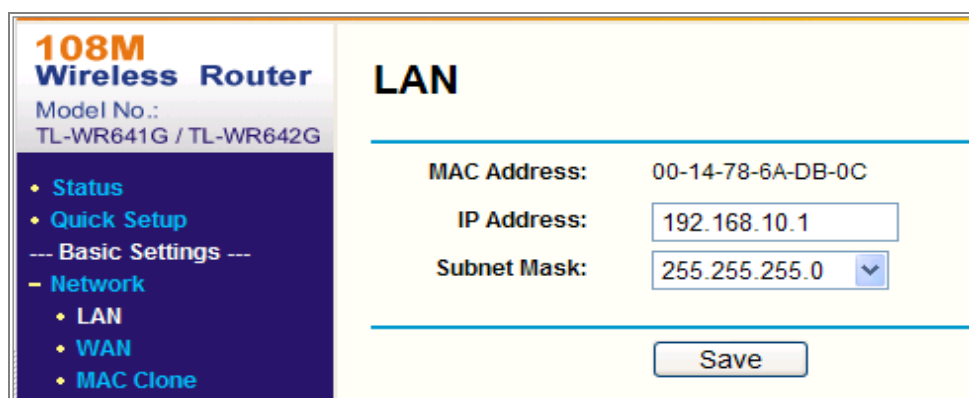 108M
Wireless Router
Model No.:
TL-WR641G / TL-WR642G
• Status
• Quick Setup
--- Basic Settings ---
– Network
• LAN
• WAN
• MAC Clone
LAN
MAC Address: 00-14-78-6A-DB-0C
IP Address: 192.168.10.1
Subnet Mask: 255.255.255.0
Save